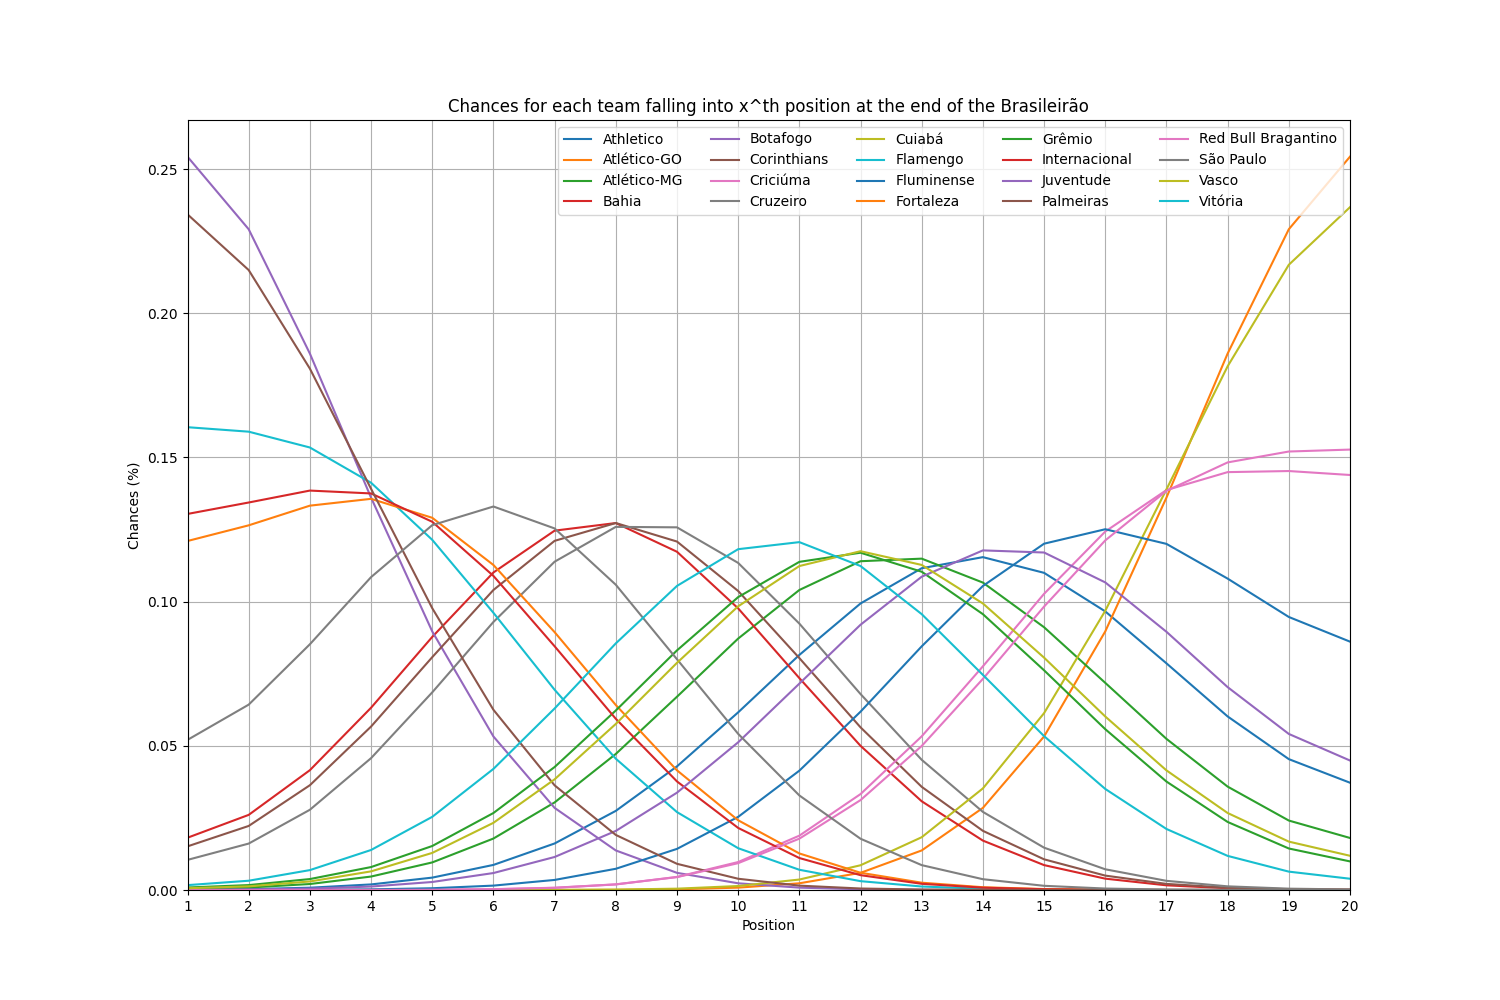 Chances for each team falling into x^th position at the end of the Brasileirão
Athletico
Atlético-GO
Atlético-MG
Bahia
Botafogo
Corinthians
Criciúma
Cruzeiro
Cuiabá
Flamengo
Fluminense
Fortaleza
Grêmio
Internacional
Juventude
Palmeiras
Red Bull Bragantino
São Paulo
Vasco
Vitória
Chances (%)
0.25
0.20
0.15
0.10
0.05
0.00
1 2 3 4 5 6 7 8 9 10 11 12 13 14 15 16 17 18 19 20
Position